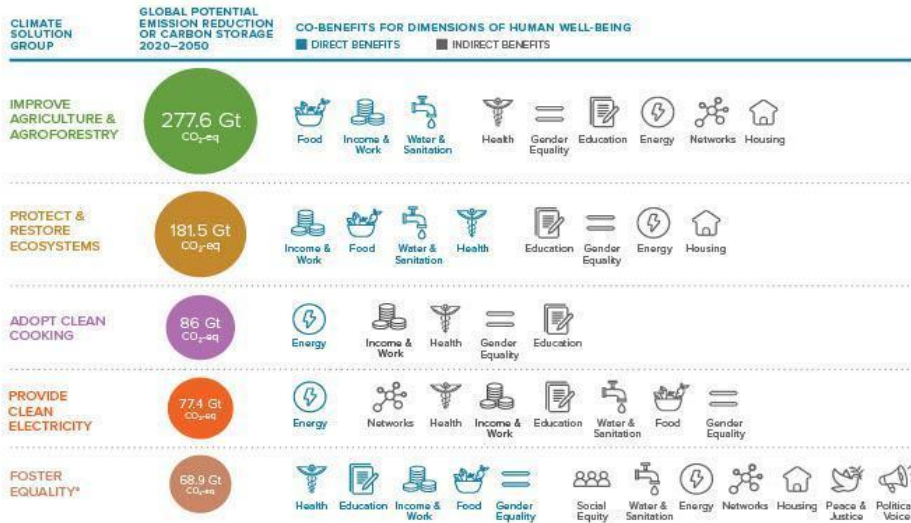 CLIMATE
SOLUTION
GROUP
GLOBAL POTENTIAL
EMISSION REDUCTION
OR CARBON STORAGE
2020–2050
CO-BENEFITS FOR DIMENSIONS OF HUMAN WELL-BEING
DIRECT BENEFITS INDIRECT BENEFITS
IMPROVE
AGRICULTURE &
AGROFORESTRY
277.6 Gt
CO₂-eq
Food Income & Work Water & Sanitation Health Gender Equality Education Energy Networks Housing
PROTECT &
RESTORE
ECOSYSTEMS
181.5 Gt
CO₂-eq
Income & Work Food Water & Sanitation Health Education Gender Equality Energy Housing
ADOPT CLEAN
COOKING
86 Gt
CO₂-eq
Energy Income & Work Health Gender Equality Education
PROVIDE
CLEAN
ELECTRICITY
77.4 Gt
CO₂-eq
Energy Networks Health Income & Work Education Water & Sanitation Food Gender Equality
FOSTER
EQUALITY*
68.9 Gt
CO₂-eq
Health Education Income & Work Food Gender Equality Social Equity Water & Sanitation Energy Networks Housing Peace & Justice Political Voice